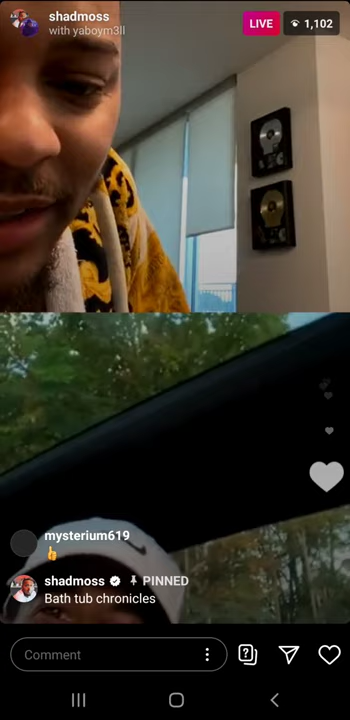 shadmoss
with yaboym3ll
LIVE
1,102
mysterium619
👍
shadmoss PINNED
Bath tub chronicles
Comment